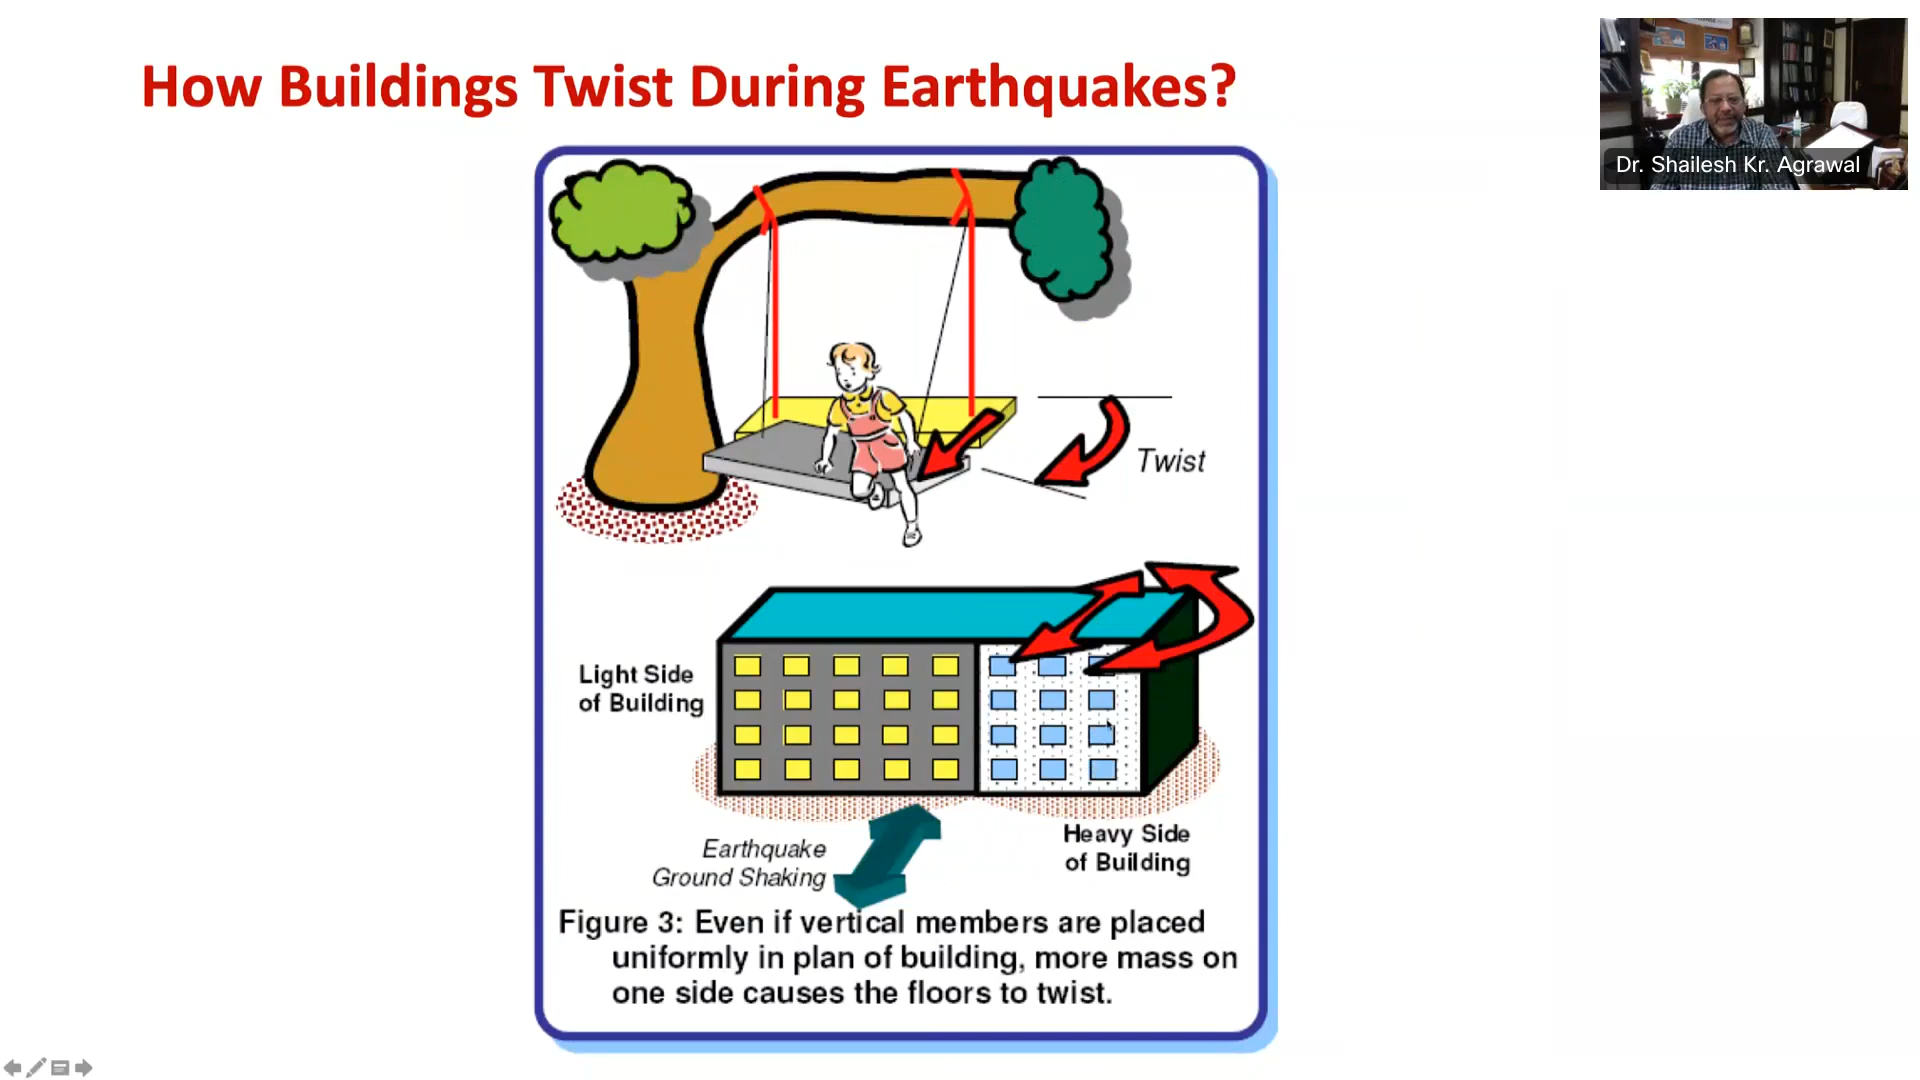 How Buildings Twist During Earthquakes?
Dr. Shailesh Kr. Agrawal
Twist
Light Side
of Building
Earthquake
Ground Shaking
Heavy Side
of Building
Figure 3: Even if vertical members are placed
uniformly in plan of building, more mass on
one side causes the floors to twist.